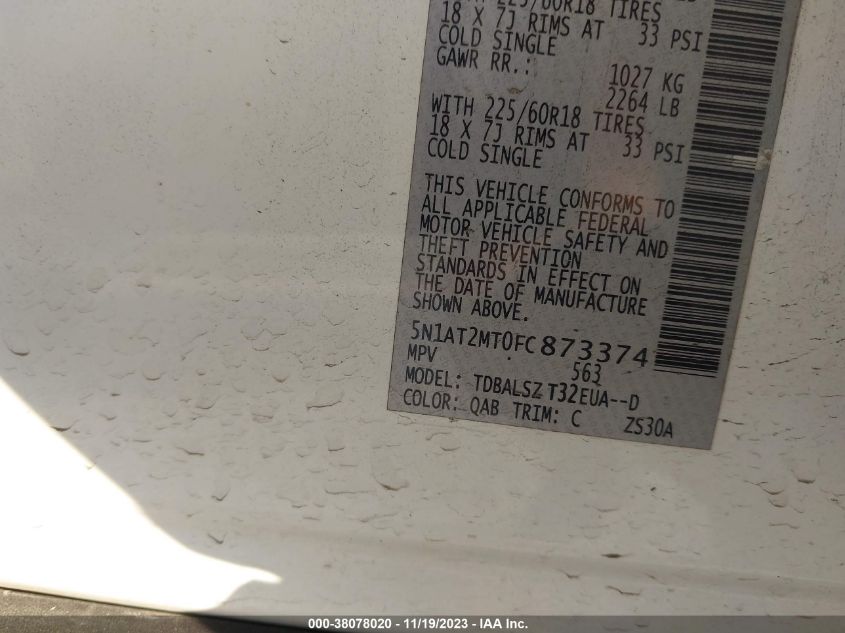 225/60R18 TIRES
18 X 7J RIMS AT 33 PSI
COLD SINGLE
GAWR RR.: 1027 KG
2264 LB
WITH 225/60R18 TIRES
18 X 7J RIMS AT 33 PSI
COLD SINGLE
THIS VEHICLE CONFORMS TO
ALL APPLICABLE FEDERAL
MOTOR VEHICLE SAFETY AND
THEFT PREVENTION
STANDARDS IN EFFECT ON
THE DATE OF MANUFACTURE
SHOWN ABOVE.
5N1AT2MT0FC873374
MPV 563
MODEL: TDBALSZ T32EUA--D
COLOR: QAB TRIM: C ZS30A
000-38078020 - 11/19/2023 - IAA Inc.